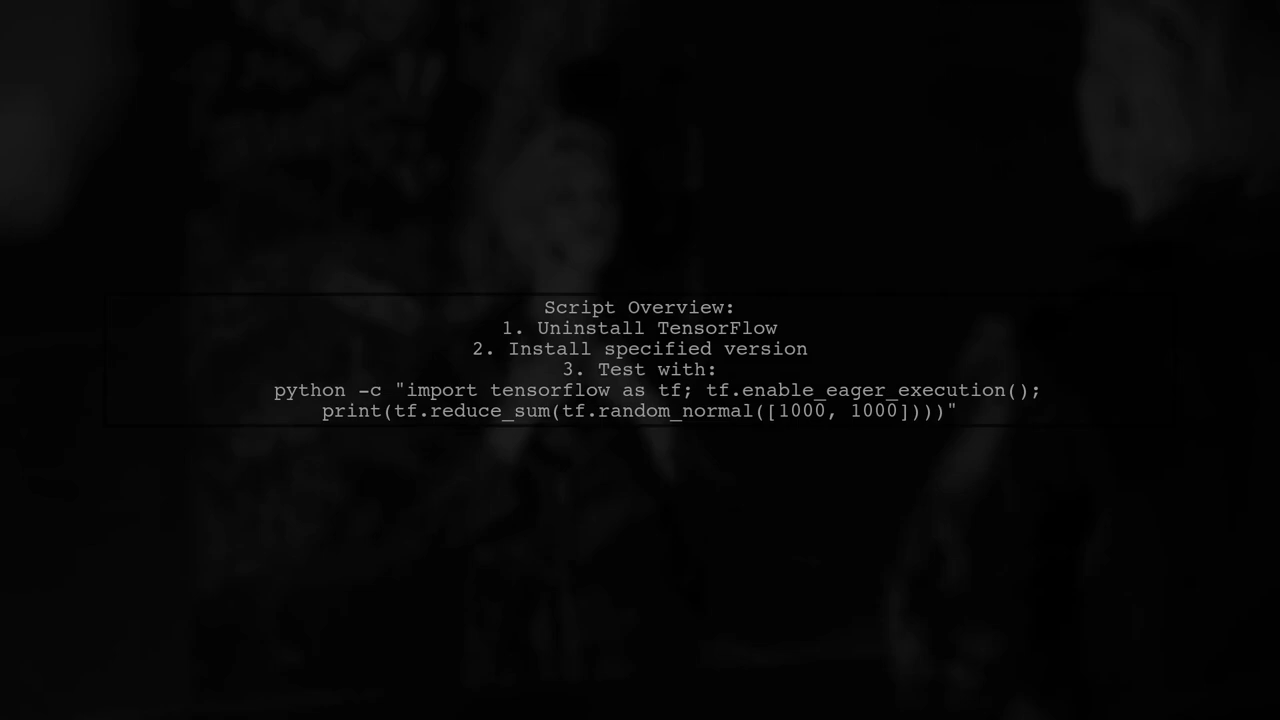 Script Overview:
1. Uninstall TensorFlow
2. Install specified version
3. Test with:
python -c "import tensorflow as tf; tf.enable_eager_execution();
print(tf.reduce_sum(tf.random_normal([1000, 1000])))"